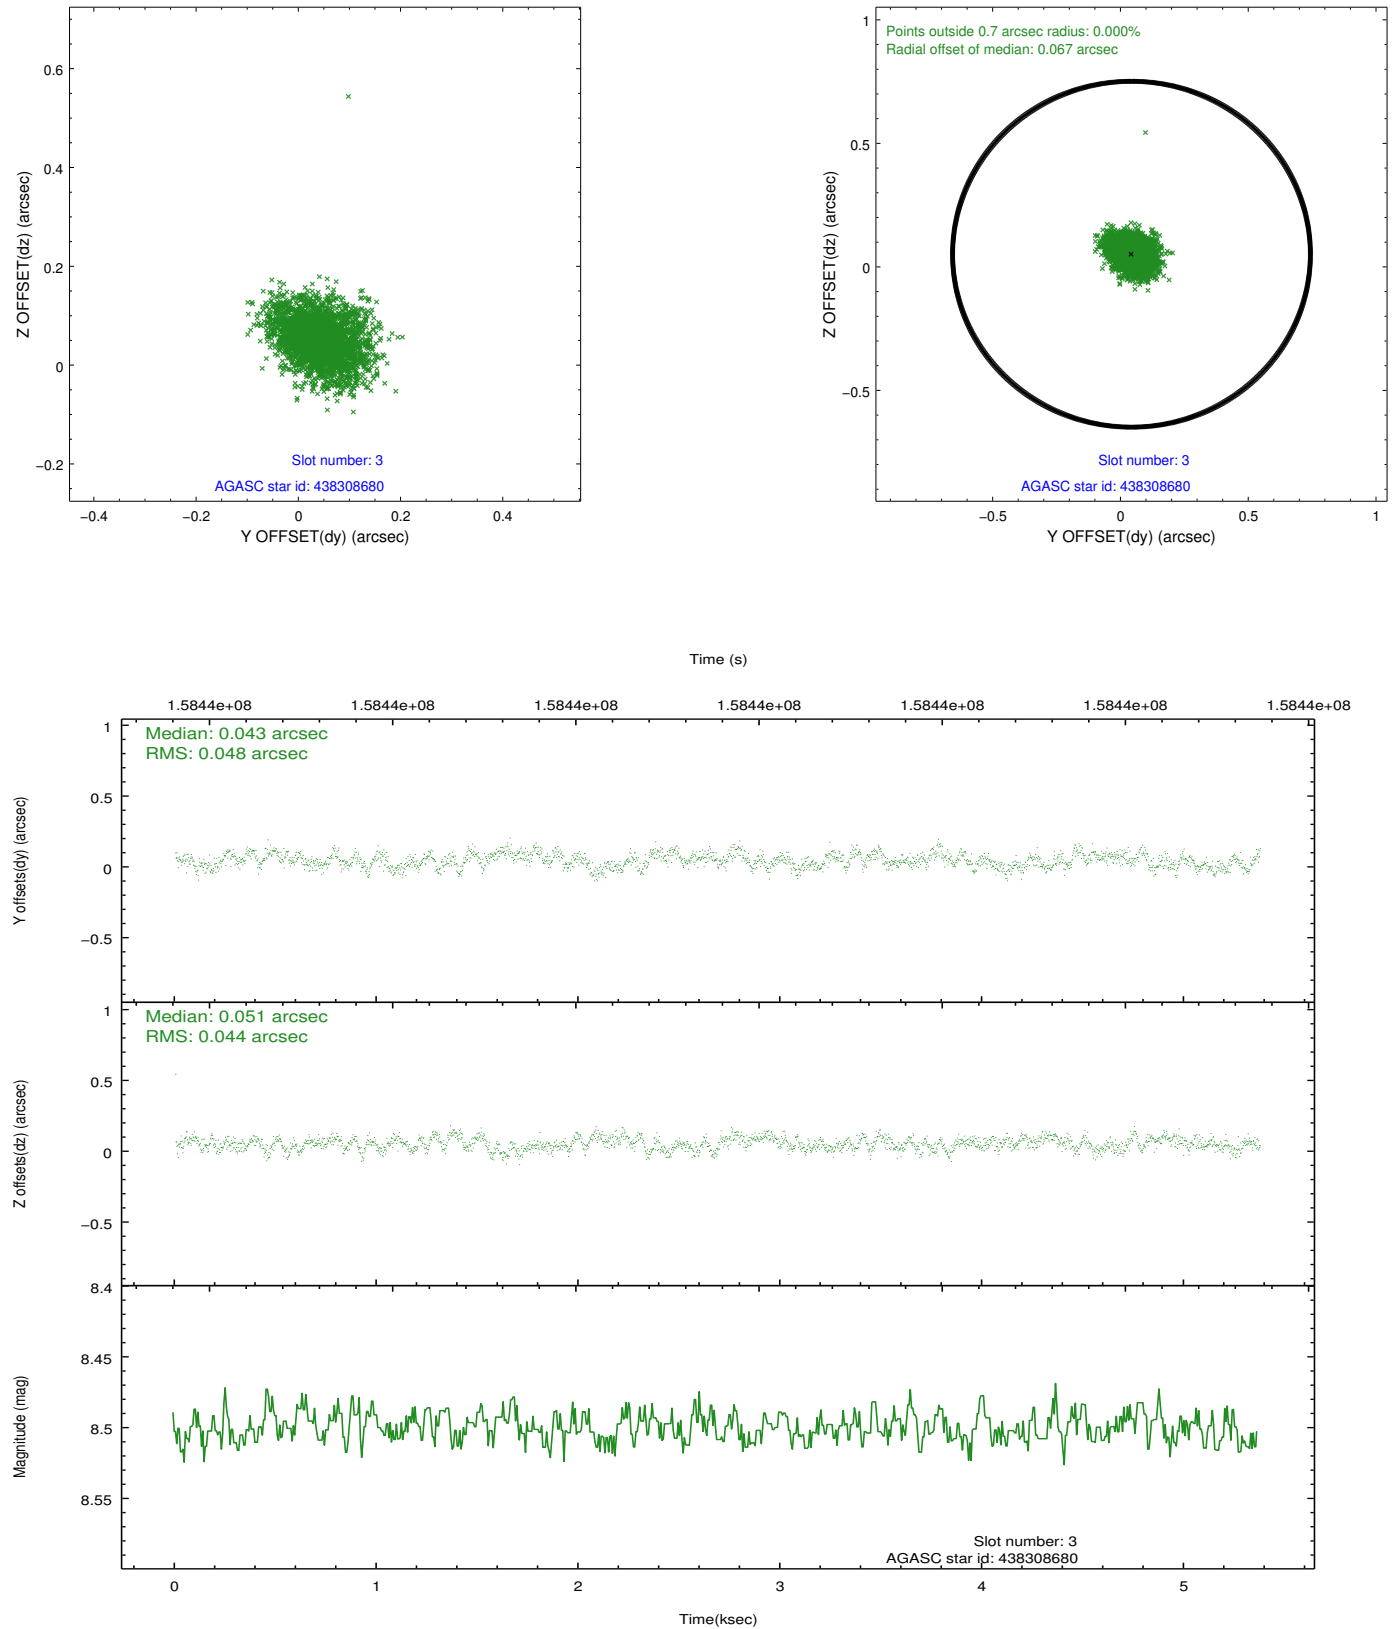 0.6
0.4
0.2
0
−0.2
−0.4
−0.2
0
0.2
0.4
Z OFFSET(dz) (arcsec)
Y OFFSET(dy) (arcsec)
Slot number: 3
AGASC star id: 438308680
Points outside 0.7 arcsec radius: 0.000%
Radial offset of median: 0.067 arcsec
1
0.5
0
−0.5
−0.5
0
0.5
1
Z OFFSET(dz) (arcsec)
Y OFFSET(dy) (arcsec)
Slot number: 3
AGASC star id: 438308680
Time (s)
1.5844e+08 1.5844e+08 1.5844e+08 1.5844e+08 1.5844e+08 1.5844e+08 1.5844e+08
Median: 0.043 arcsec
RMS: 0.048 arcsec
1
0.5
0
−0.5
Y offsets(dy) (arcsec)
Median: 0.051 arcsec
RMS: 0.044 arcsec
1
0.5
0
−0.5
Z offsets(dz) (arcsec)
8.4
8.45
8.5
8.55
Magnitude (mag)
Slot number: 3
AGASC star id: 438308680
0 1 2 3 4 5
Time(ksec)